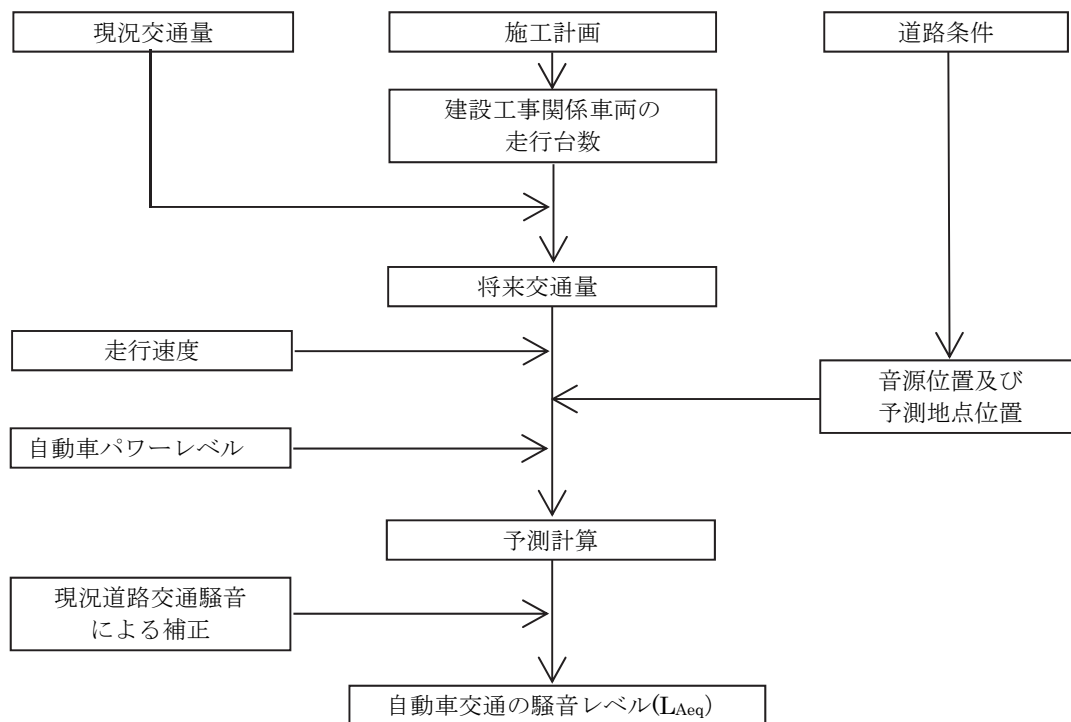 現況交通量
施工計画
道路条件
建設工事関係車両の
走行台数
将来交通量
走行速度
音源位置及び
予測地点位置
自動車パワーレベル
予測計算
現況道路交通騒音
による補正
自動車交通の騒音レベル(LAeq)